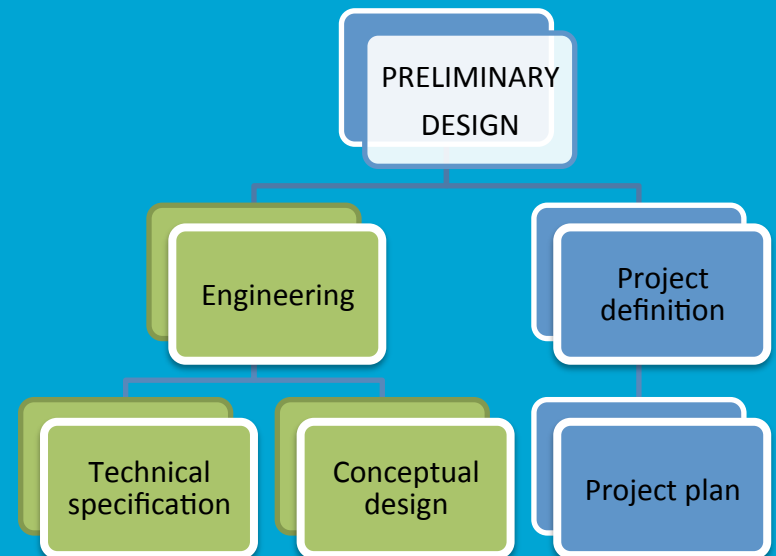 PRELIMINARY
DESIGN
Engineering
Project
definition
Technical
specification
Conceptual
design
Project plan